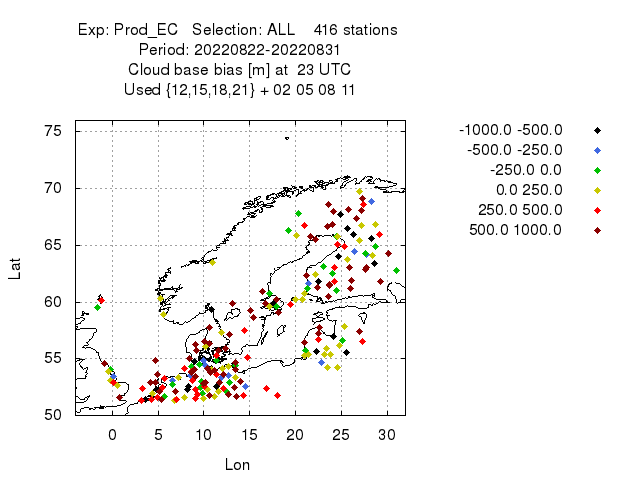 Exp: Prod_EC Selection: ALL 416 stations
Period: 20220822-20220831
Cloud base bias [m] at 23 UTC
Used {12,15,18,21} + 02 05 08 11
-1000.0 -500.0
-500.0 -250.0
-250.0 0.0
0.0 250.0
250.0 500.0
500.0 1000.0
75
70
65
60
55
50
Lat
0 5 10 15 20 25 30
Lon